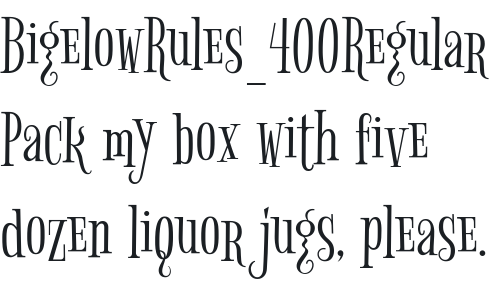 BigelowRules_400Regular
Pack my box with five
dozen liquor jugs, please.